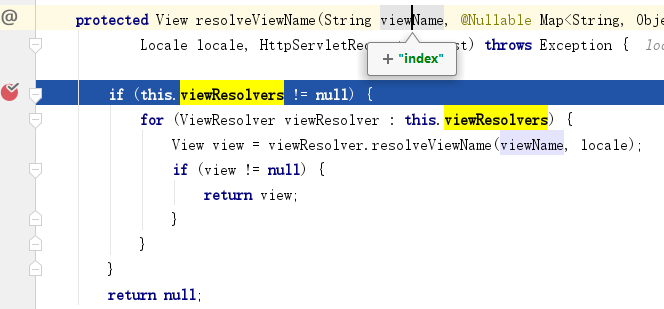 @ protected View resolveViewName(String viewName, @Nullable Map<String, Obje
Locale locale, HttpServletRe st) throws Exception { lo
+ "index"
if (this.viewResolvers != null) {
for (ViewResolver viewResolver : this.viewResolvers) {
View view = viewResolver.resolveViewName(viewName, locale);
if (view != null) {
return view;
}
}
}
return null;